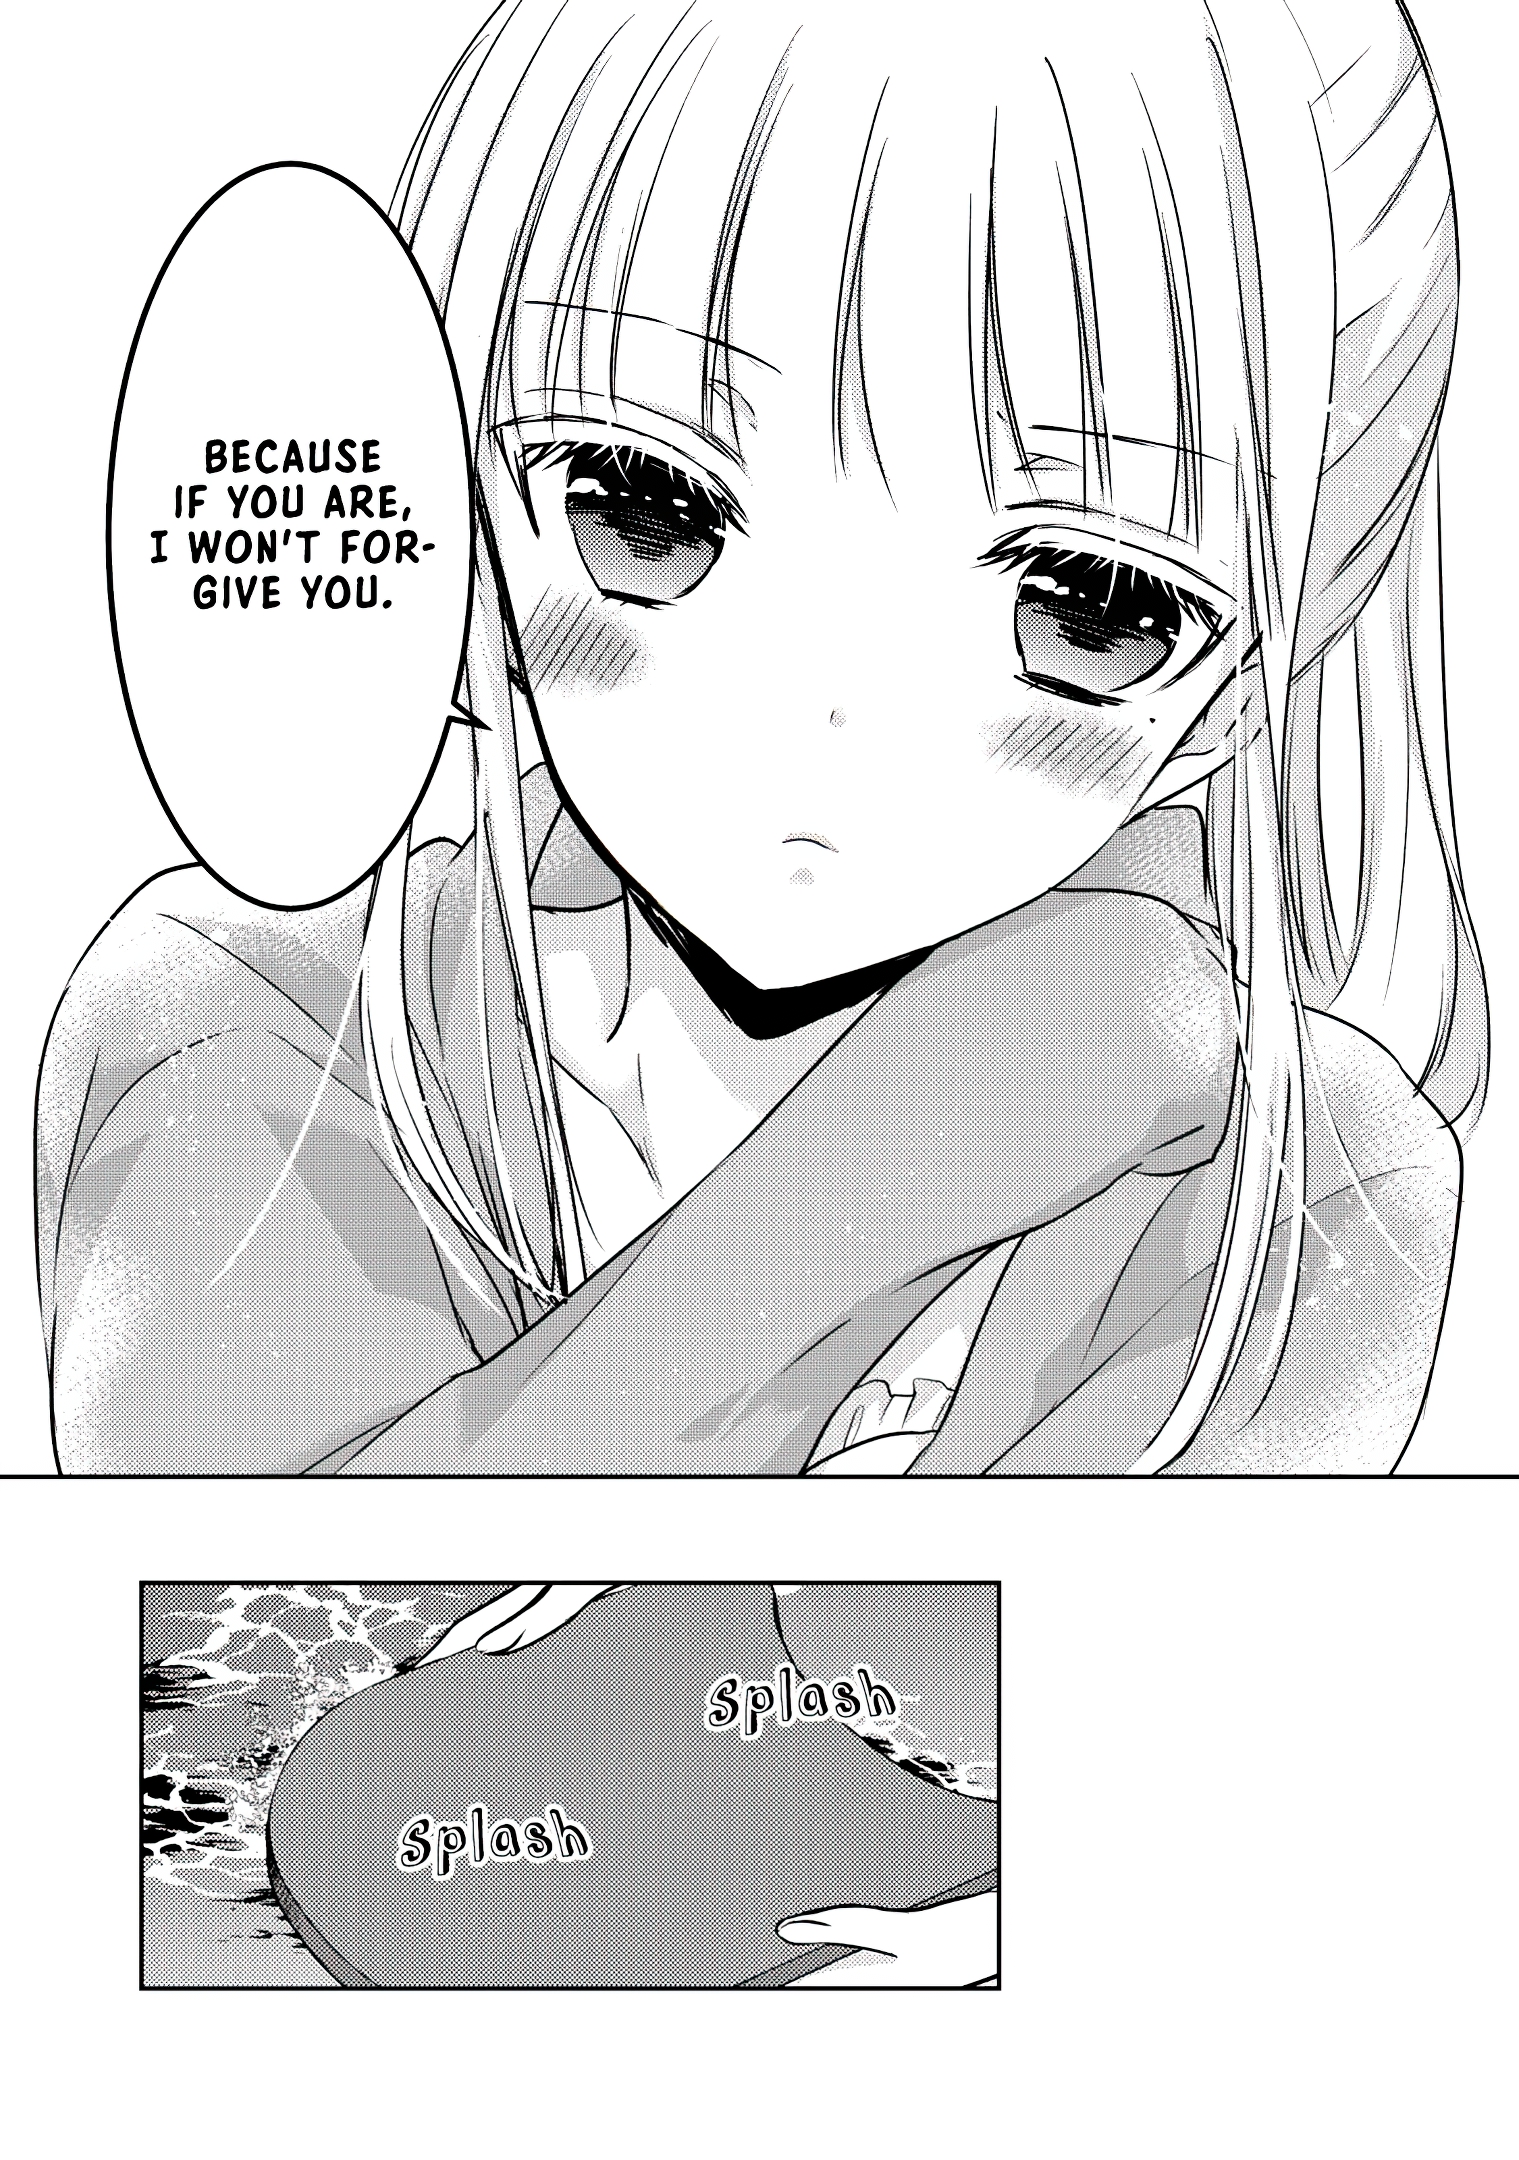 BECAUSE
IF YOU ARE,
I WON'T FOR-
GIVE YOU.
Splash
Splash